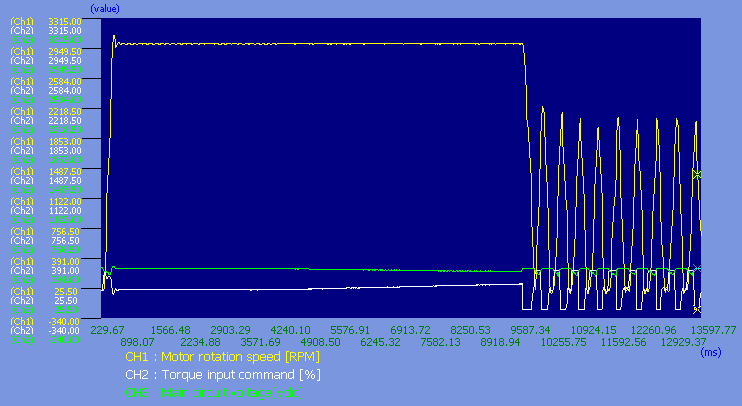 (value)
(Ch1) 3315.00
(Ch2) 3315.00
(Ch1) 2949.50
(Ch2) 2949.50
(Ch1) 2584.00
(Ch2) 2584.00
(Ch1) 2218.50
(Ch2) 2218.50
(Ch1) 1853.00
(Ch2) 1853.00
(Ch1) 1487.50
(Ch2) 1487.50
(Ch1) 1122.00
(Ch2) 1122.00
(Ch1) 756.50
(Ch2) 756.50
(Ch1) 391.00
(Ch2) 391.00
(Ch1) 25.50
(Ch2) 25.50
(Ch1) -340.00
(Ch2) -340.00
229.67 1566.48 2903.29 4240.10 5576.91 6913.72 8250.53 9587.34 10924.15 12260.96 13597.77
898.07 2234.88 3571.69 4908.50 6245.32 7582.13 8918.94 10255.75 11592.56 12929.37
(ms)
CH1 : Motor rotation speed [RPM]
CH2 : Torque input command [%]
CH3 : Main circuit voltage